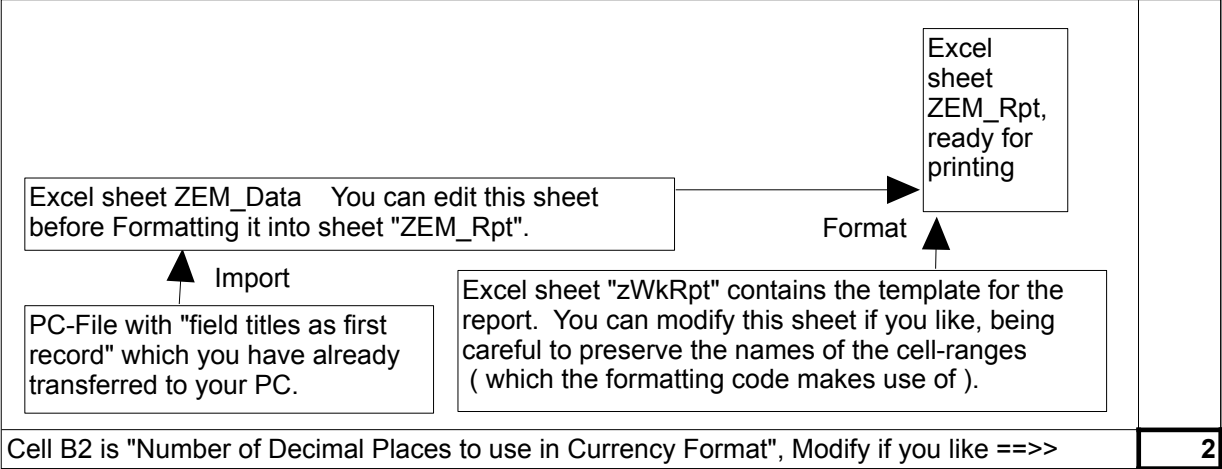 Excel
sheet
ZEM_Rpt,
ready for
printing
Excel sheet ZEM_Data    You can edit this sheet
before Formatting it into sheet "ZEM_Rpt".
Format
Import
PC-File with "field titles as first
record" which you have already
transferred to your PC.
Excel sheet "zWkRpt" contains the template for the
report.  You can modify this sheet if you like, being
careful to preserve the names of the cell-ranges
( which the formatting code makes use of ).
Cell B2 is "Number of Decimal Places to use in Currency Format", Modify if you like ==>> 2